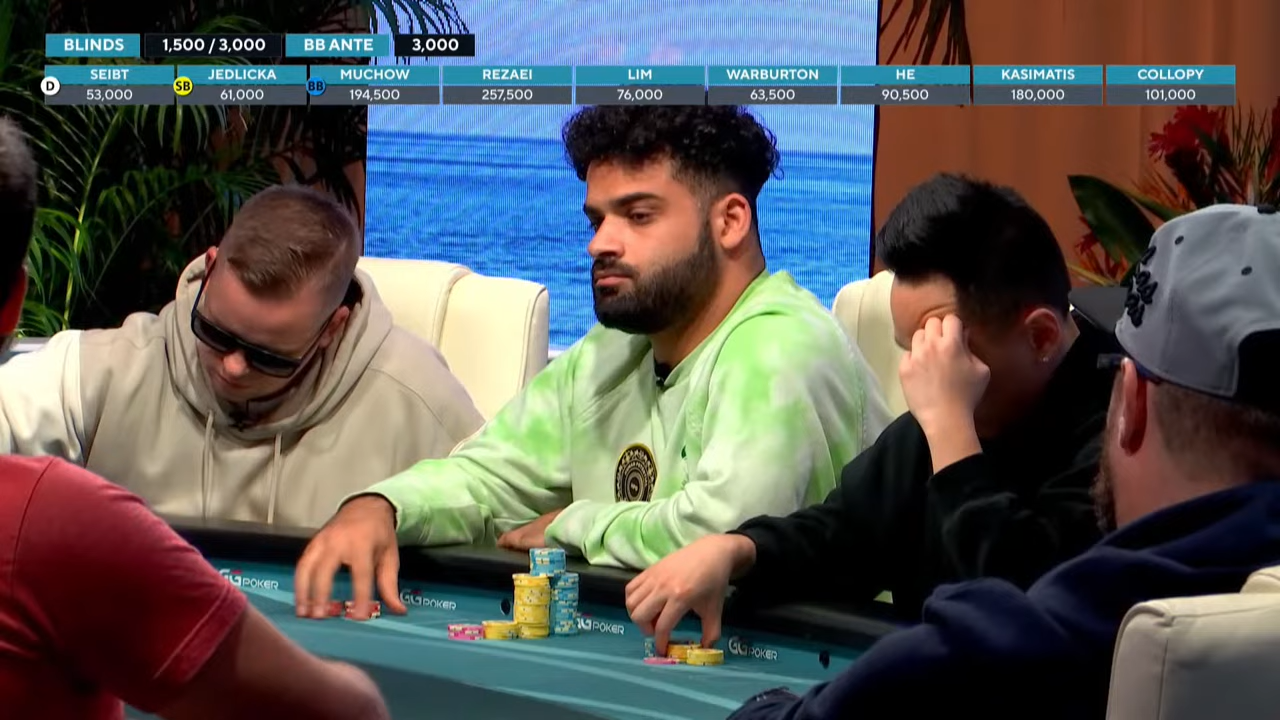 BLINDS 1,500 / 3,000 BB ANTE 3,000
SEIBT JEDLICKA MUCHOW REZAEI LIM WARBURTON HE KASIMATIS COLLOPY
D SB BB
53,000 61,000 194,500 257,500 76,000 63,500 90,500 180,000 101,000
GGPOKER GGPOKER GGPOKER GGPOKER